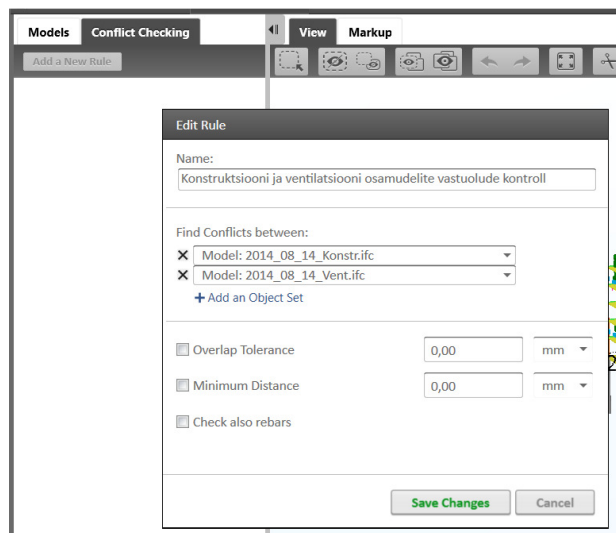 Models Conflict Checking View Markup
Add a New Rule
Edit Rule
Name:
Konstruktsiooni ja ventilatsiooni osamudelite vastuolude kontroll
Find Conflicts between:
Model: 2014_08_14_Konstr.ifc
Model: 2014_08_14_Vent.ifc
+ Add an Object Set
Overlap Tolerance 0,00 mm
Minimum Distance 0,00 mm
Check also rebars
Save Changes Cancel